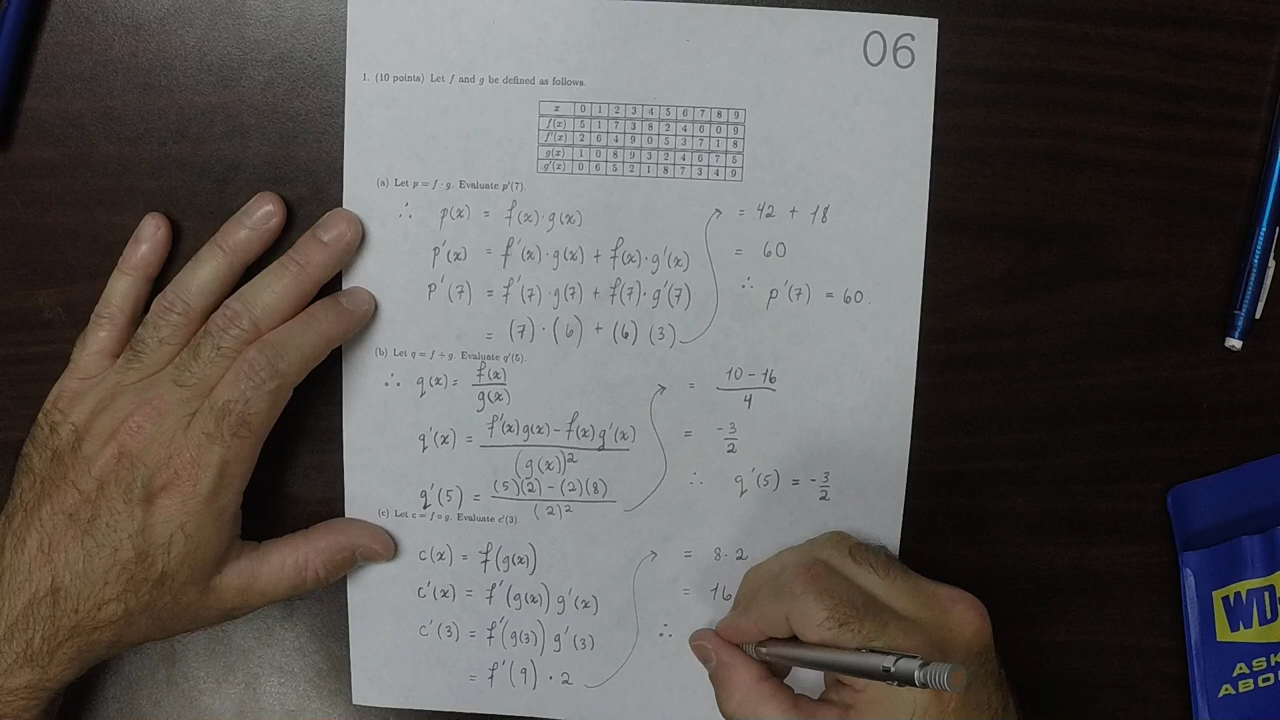 06
1. (10 points) Let f and g be defined as follows.
x 0 1 2 3 4 5 6 7 8 9
f(x) 5 1 7 3 8 2 4 6 0 9
f'(x) 2 6 4 9 0 5 3 7 1 8
g(x) 1 0 8 9 3 2 4 6 7 5
g'(x) 0 6 5 2 1 8 7 3 4 9
(a) Let p = f · g. Evaluate p'(7).
∴ p(x) = f(x)·g(x)
p'(x) = f'(x)·g(x) + f(x)·g'(x)
p'(7) = f'(7)·g(7) + f(7)·g'(7)
= (7)·(6) + (6)(3)
= 42 + 18
= 60
∴ p'(7) = 60.
(b) Let q = f ÷ g. Evaluate q'(5).
∴ q(x) = f(x)/g(x)
q'(x) = f'(x)g(x) - f(x)g'(x)/(g(x))²
q'(5) = (5)(2) - (2)(8)/(2)²
= 10 - 16/4
= -3/2
∴ q'(5) = -3/2
(c) Let c = f ∘ g. Evaluate c'(3).
c(x) = f(g(x))
c'(x) = f'(g(x)) g'(x)
c'(3) = f'(g(3)) g'(3)
= f'(9) · 2
= 8·2
= 16
∴
WD
ASK
ABO